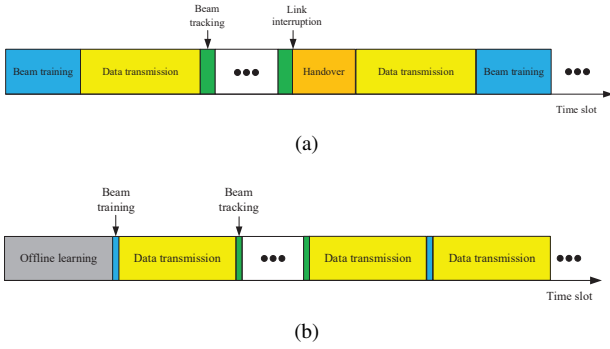 Beam
tracking
Link
interruption
Beam training
Data transmission
Handover
Data transmission
Beam training
Time slot
(a)
Beam
training
Beam
tracking
Offline learning
Data transmission
Data transmission
Data transmission
Time slot
(b)